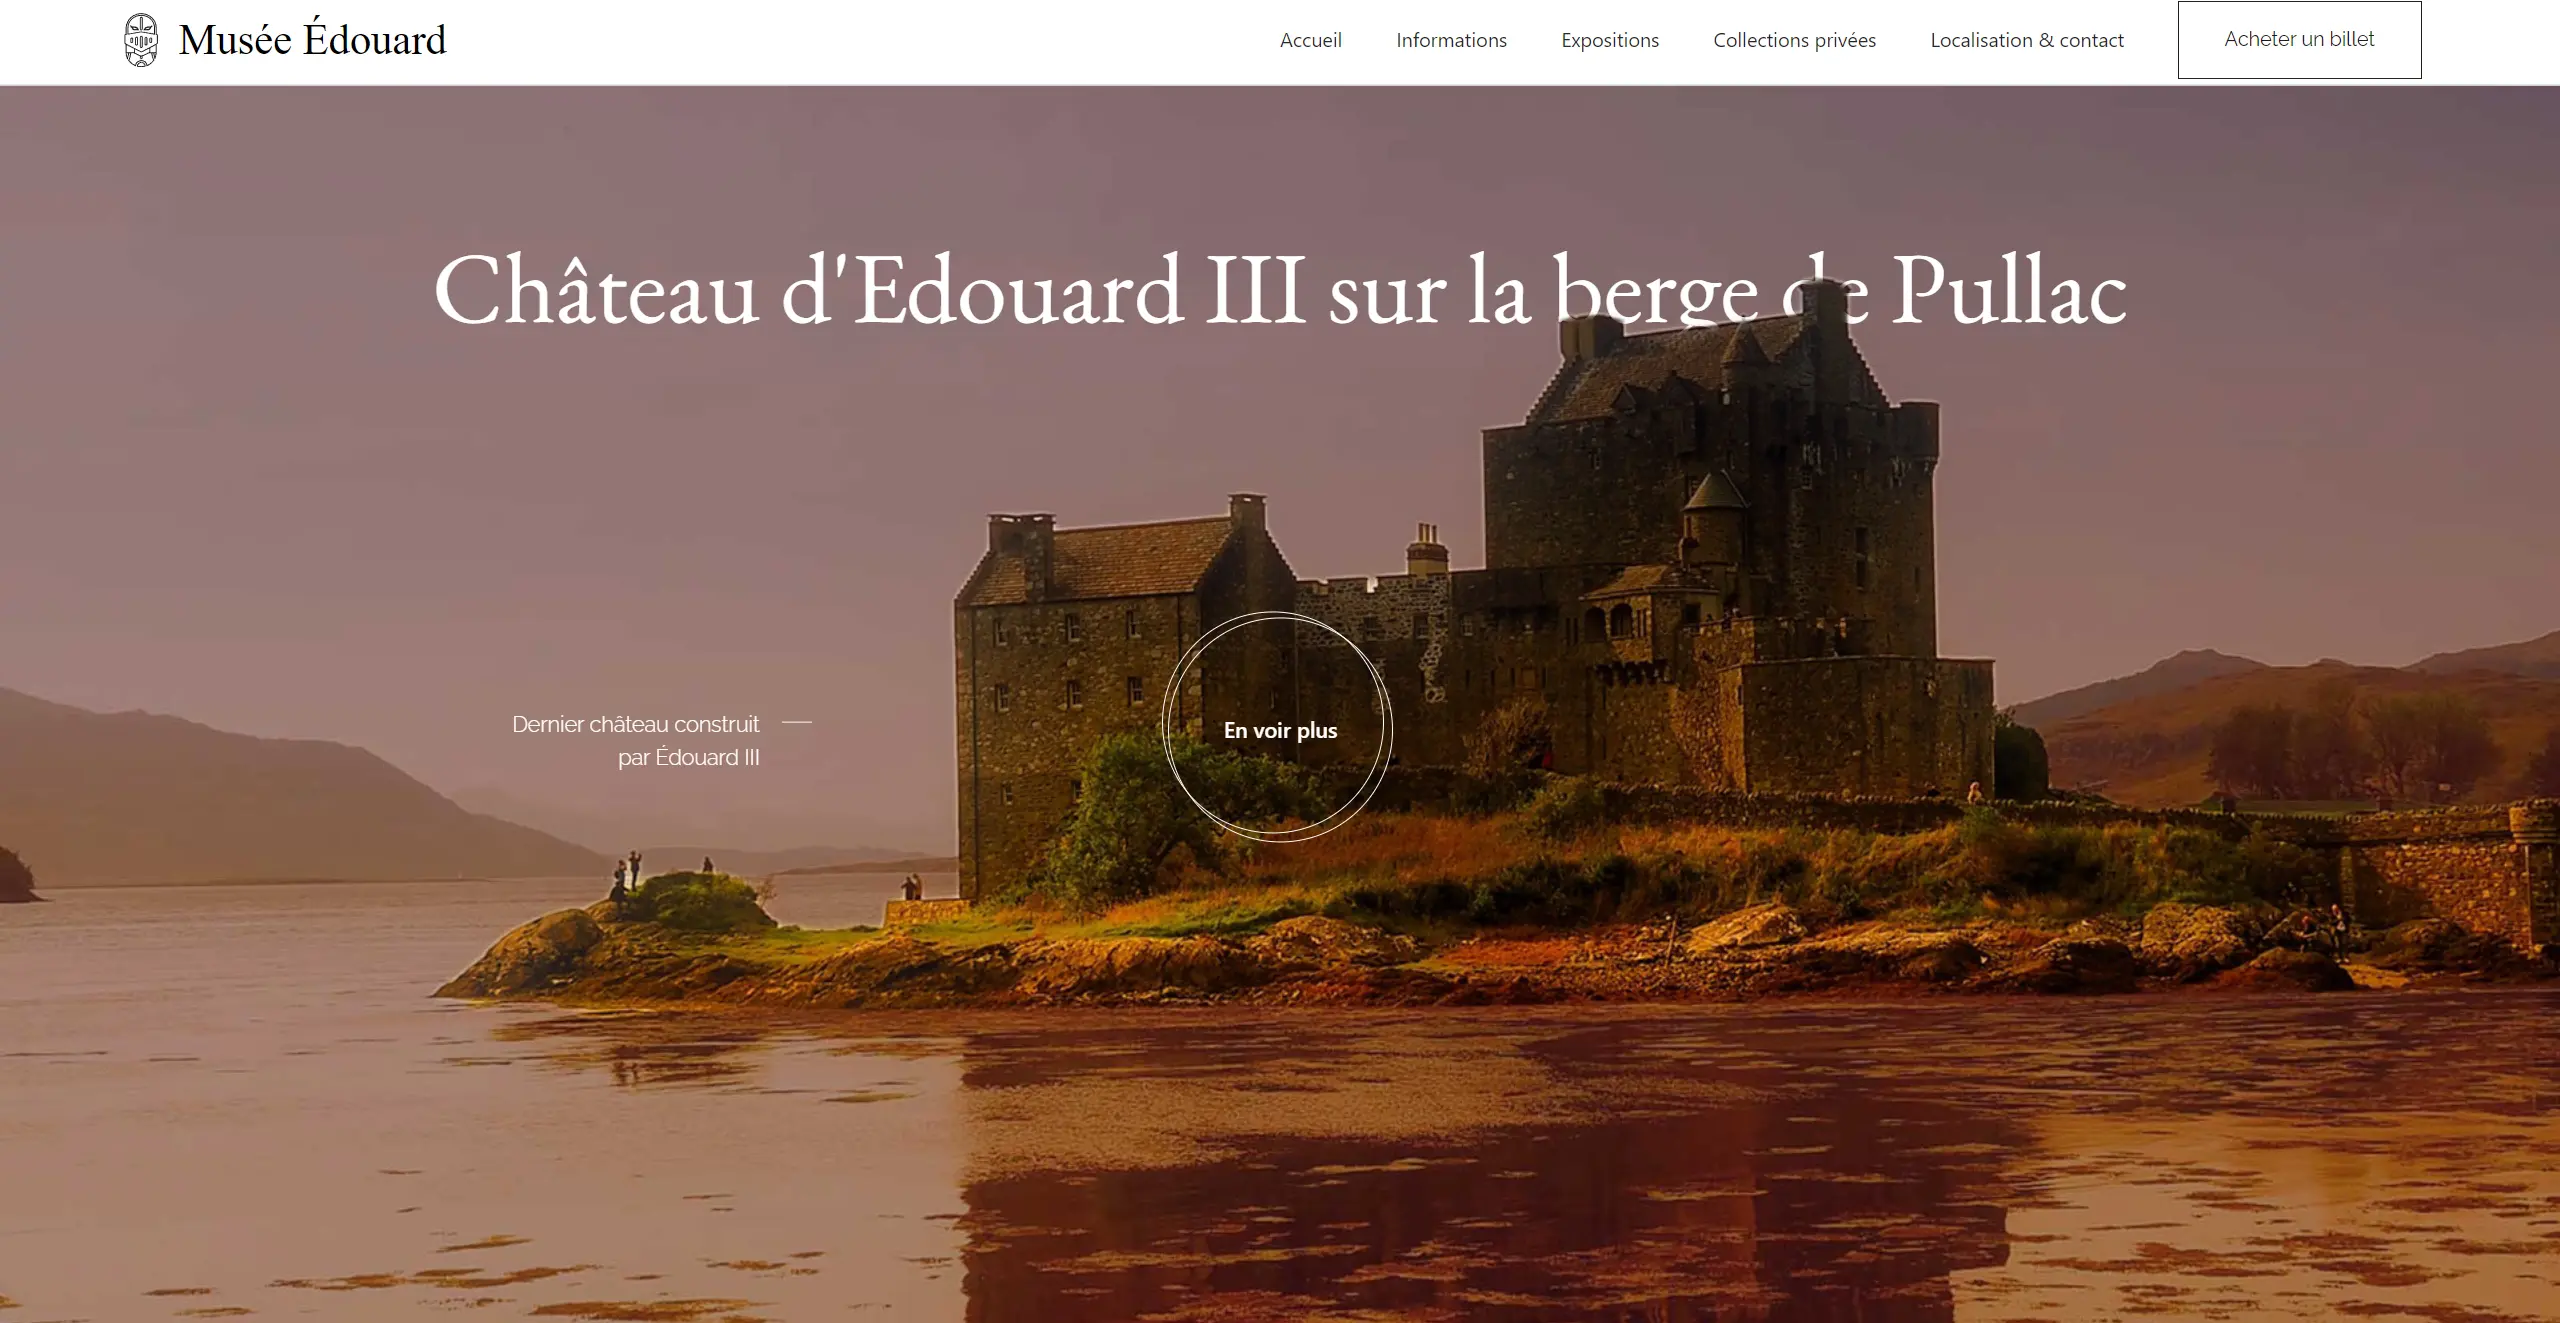 Musée Édouard
Accueil
Informations
Expositions
Collections privées
Localisation & contact
Acheter un billet
Château d'Edouard III sur la berge de Pullac
Dernier château construit
par Édouard III
En voir plus